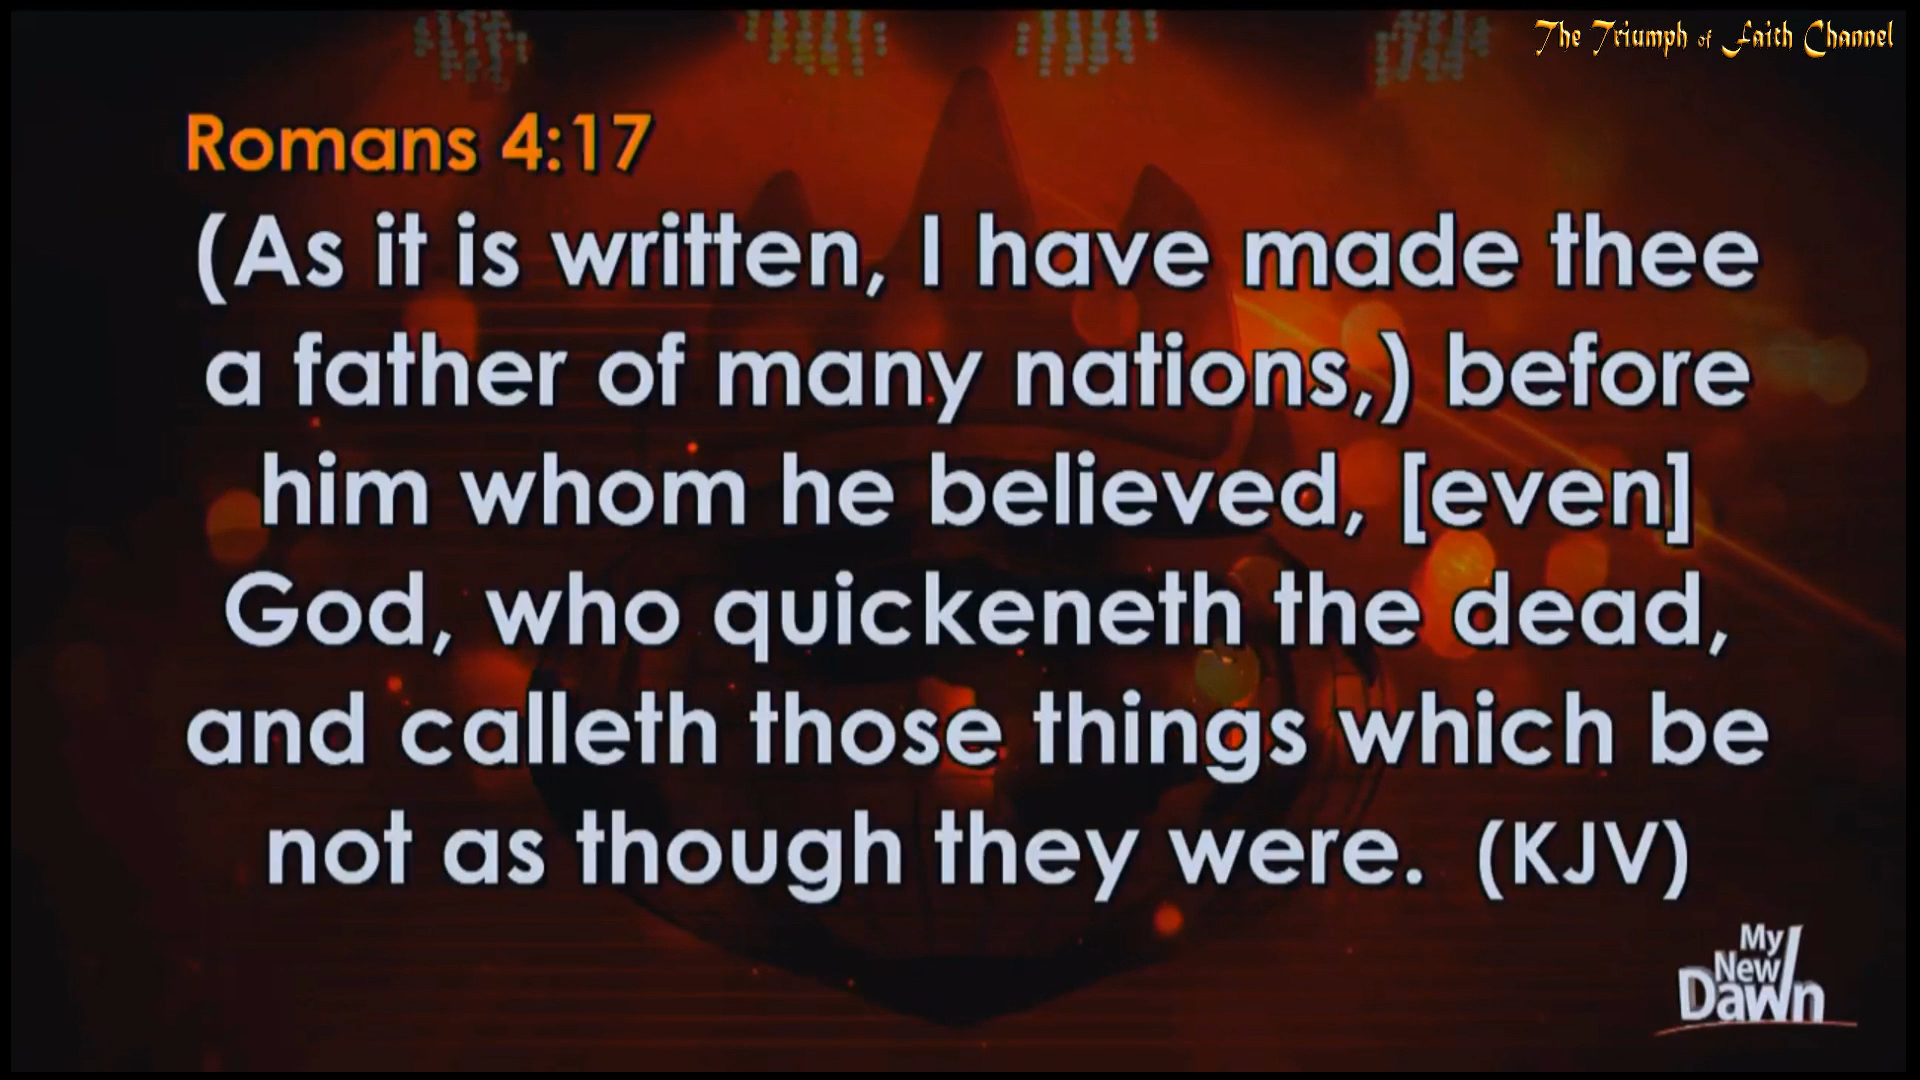 The Triumph of Faith Channel
Romans 4:17
(As it is written, I have made thee
a father of many nations,) before
him whom he believed, [even]
God, who quickeneth the dead,
and calleth those things which be
not as though they were. (KJV)
My
New
Dawn